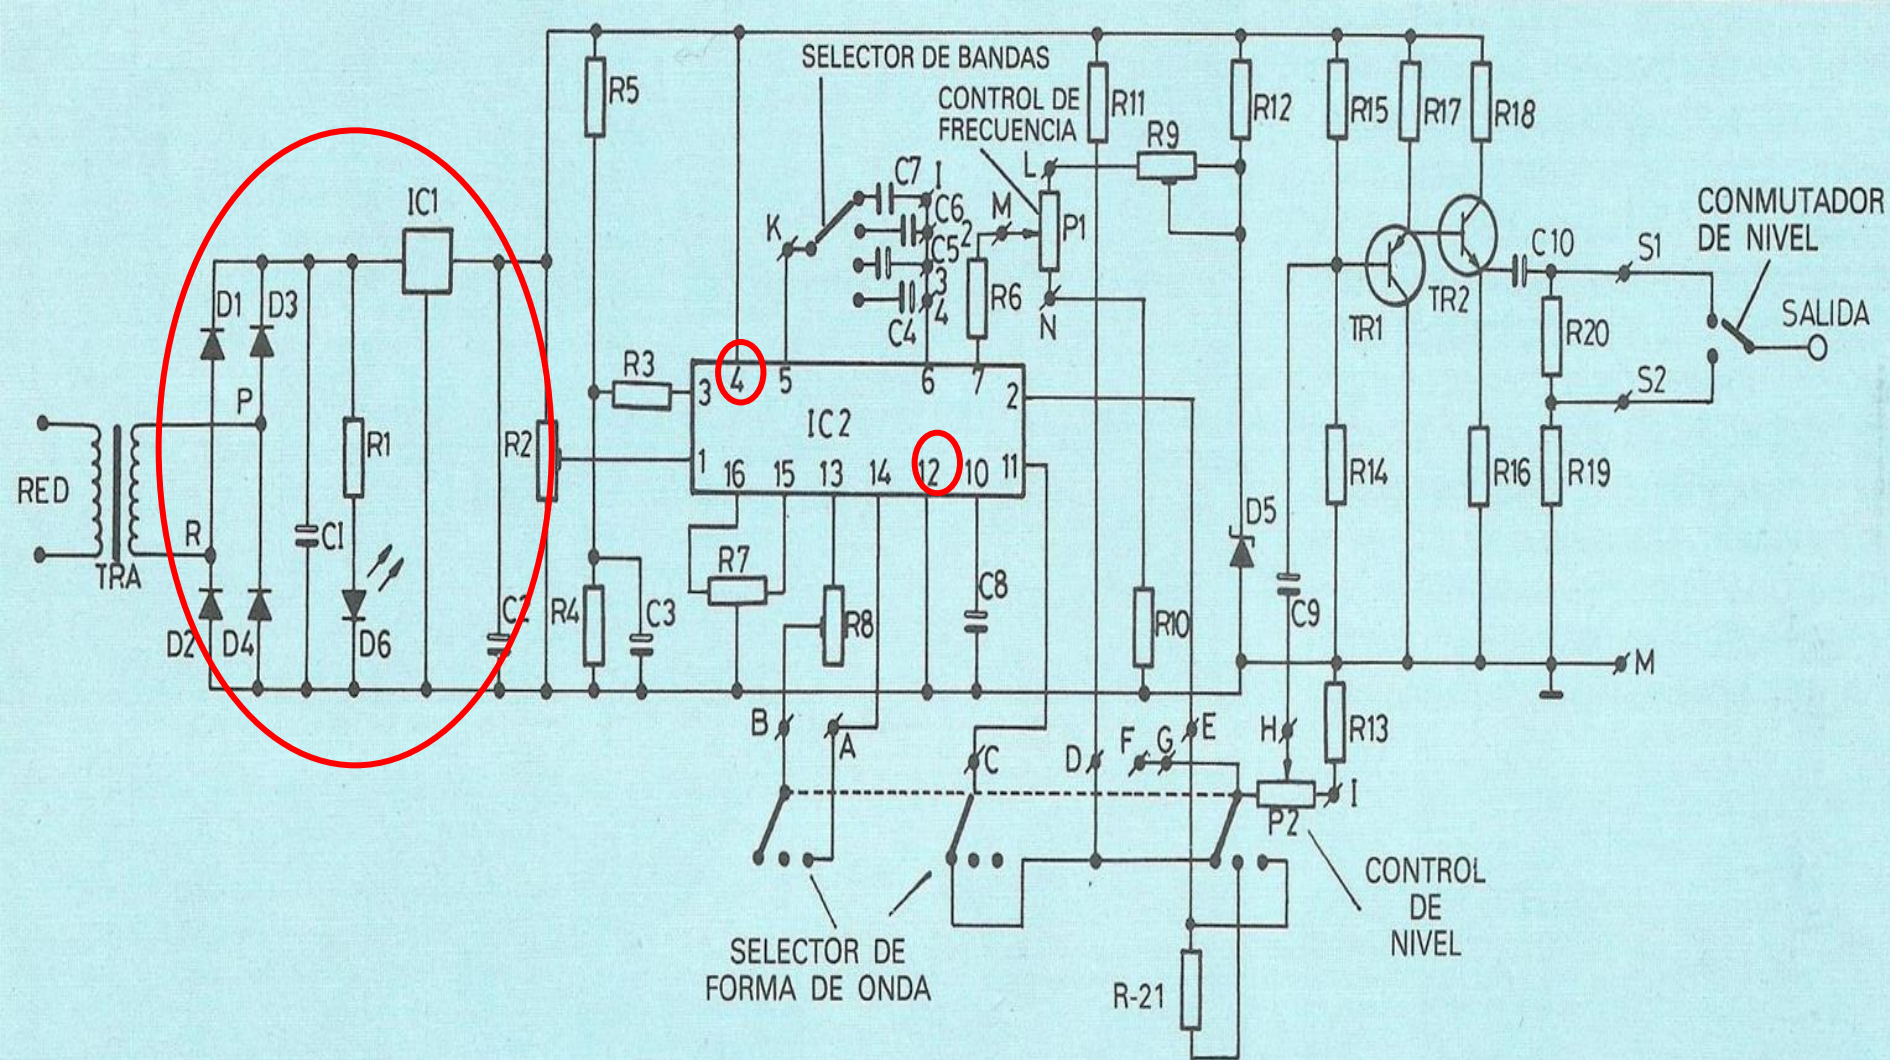 SELECTOR DE BANDAS
CONTROL DE
FRECUENCIA
R5
R11
R9
R12
R15
R17
R18
C7
I
C6
2
C5
3
4
C4
K
M
L
P1
N
R6
IC1
D1
D3
P
R
R1
C1
D6
D2
D4
C2
RED
TRA
R2
R3
R4
C3
3
4
5
6
7
2
IC2
1
16
15
13
14
12
10
11
R7
R8
C8
R10
D5
C9
R14
R16
R19
R20
TR1
TR2
C10
S1
S2
CONMUTADOR
DE NIVEL
SALIDA
M
R13
B
A
C
D
F
G
E
H
I
P2
CONTROL
DE
NIVEL
SELECTOR DE
FORMA DE ONDA
R-21